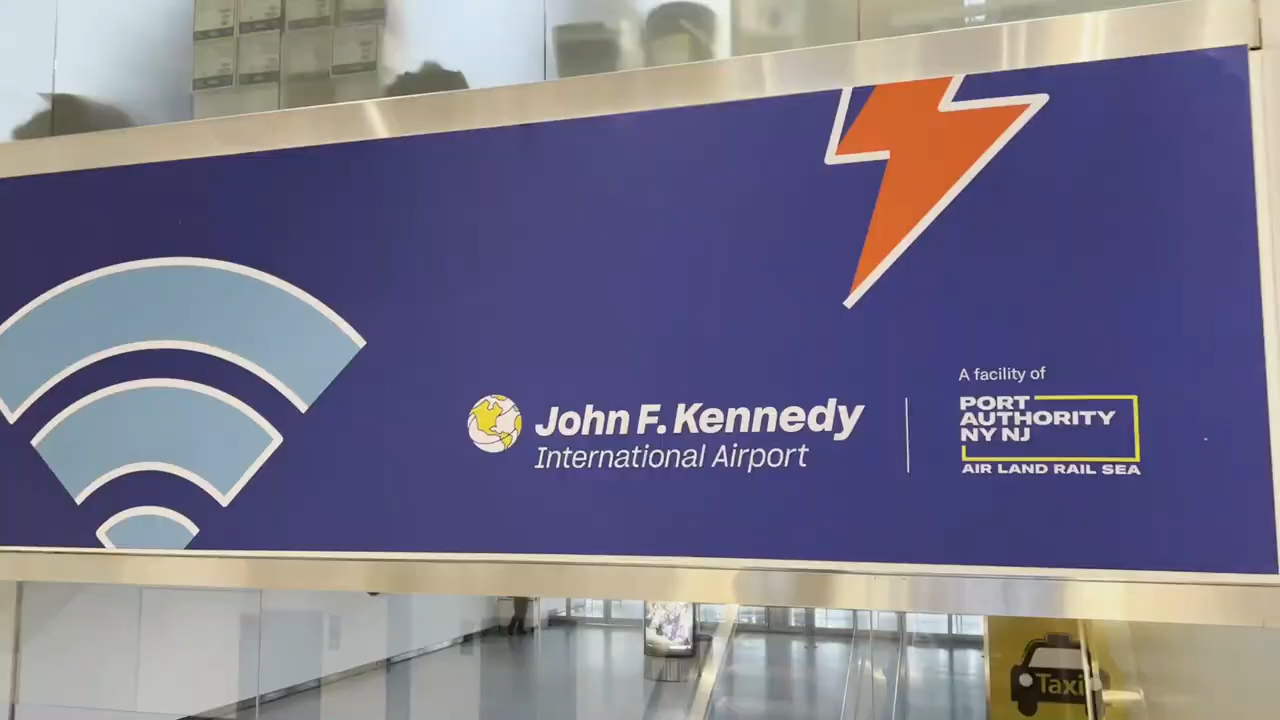 John F. Kennedy
International Airport
A facility of
PORT
AUTHORITY
NY NJ
AIR LAND RAIL SEA
Taxi